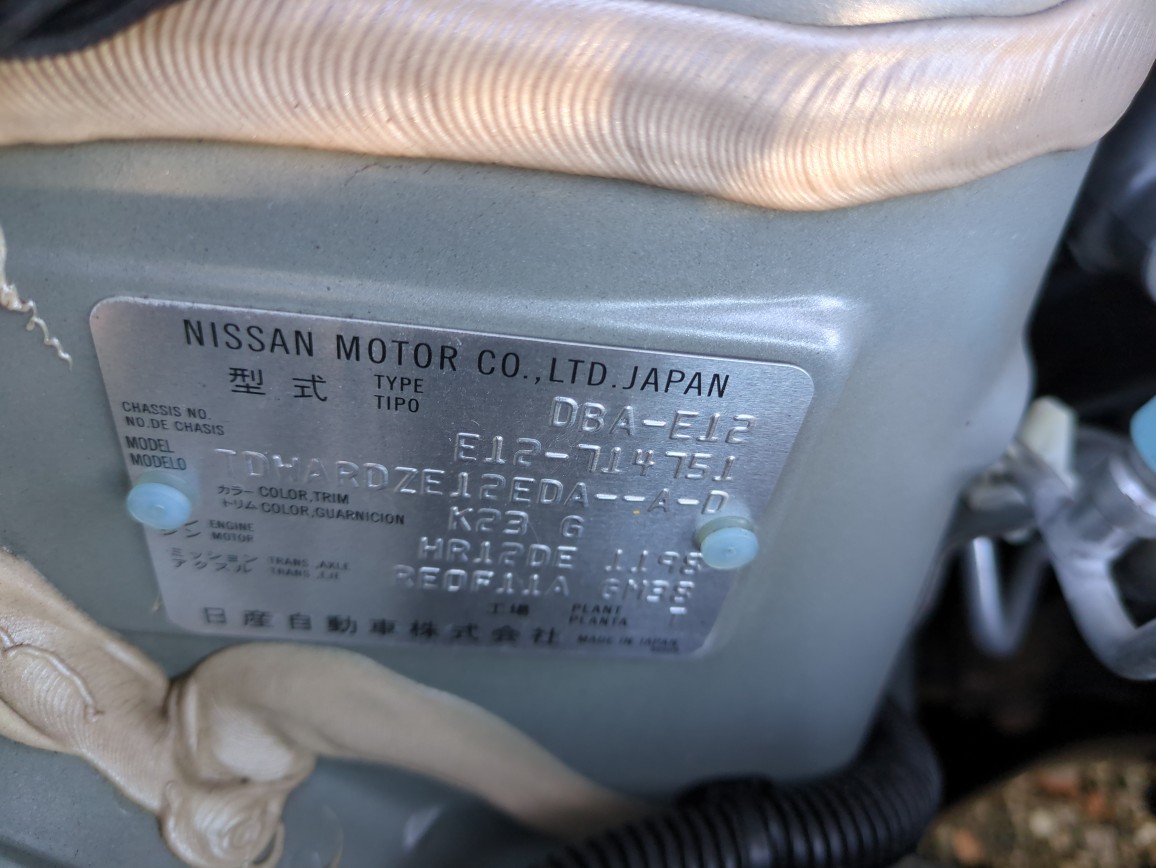 NISSAN MOTOR CO.,LTD.JAPAN
型式 TYPE TIPO DBA-E12
CHASSIS NO.
NO.DE CHASIS E12-714751
MODEL
MODELO TDWARDZE12EDA--A-D
カラー COLOR,TRIM
トリム COLOR,GUARNICION K23 G
ENGINE
MOTOR HR12DE 1198
ミッション TRANS.,AXLE
アクスル TRANS.,EJE RE0F11A GM38
工場 PLANT
PLANTA
日産自動車株式会社 MADE IN JAPAN